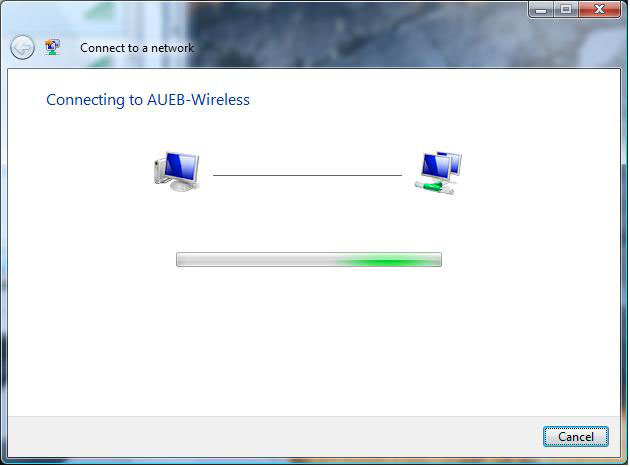 Connect to a network
Connecting to AUEB-Wireless
Cancel